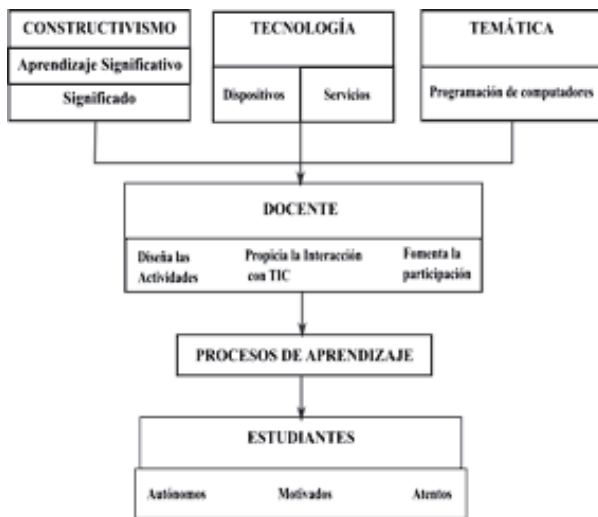 CONSTRUCTIVISMO
Aprendizaje Significativo
Significado
TECNOLOGÍA
Dispositivos
Servicios
TEMÁTICA
Programación de computadores
DOCENTE
Diseña las
Actividades
Propicia la Interacción
con TIC
Fomenta la
participación
PROCESOS DE APRENDIZAJE
ESTUDIANTES
Autónomos
Motivados
Atentos